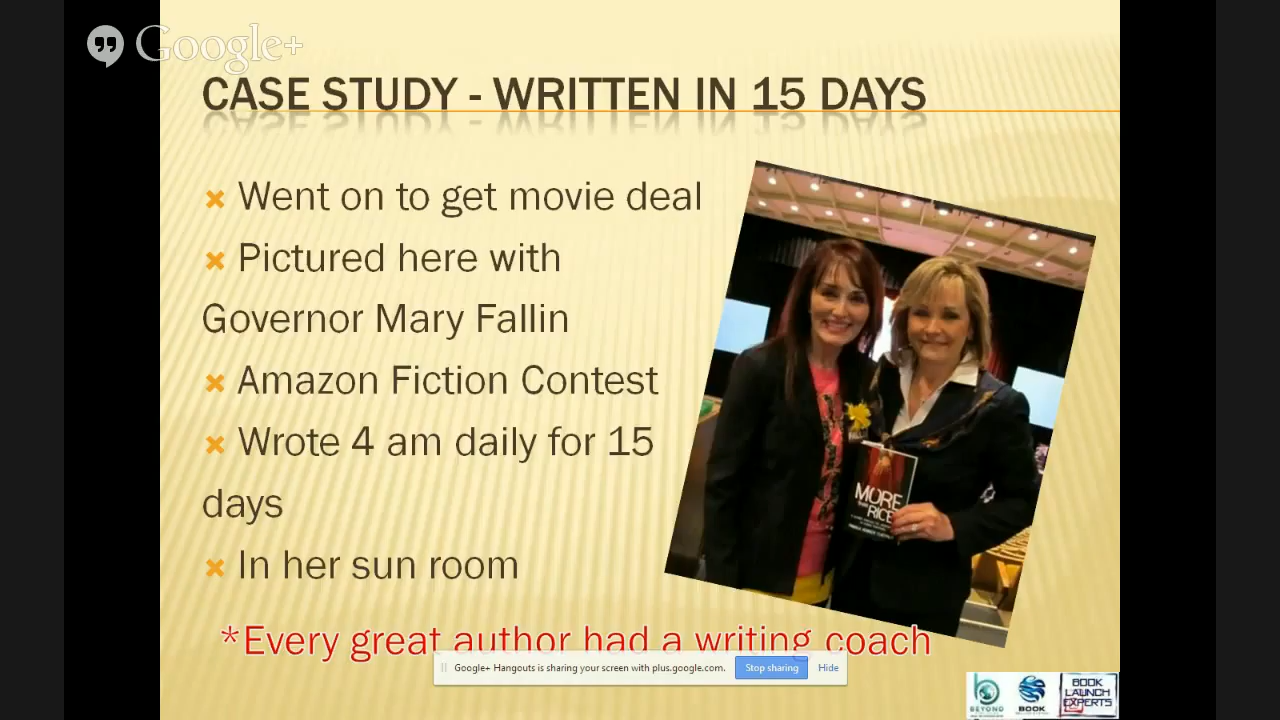 Google+
CASE STUDY - WRITTEN IN 15 DAYS
Went on to get movie deal
Pictured here with
Governor Mary Fallin
Amazon Fiction Contest
Wrote 4 am daily for 15
days
In her sun room
MORE
THAN
RICE
*Every great author had a writing coach
Google+ Hangouts is sharing your screen with plus.google.com.
Stop sharing
Hide
BEYOND
BOOK
BOOK
LAUNCH
EXPERTS